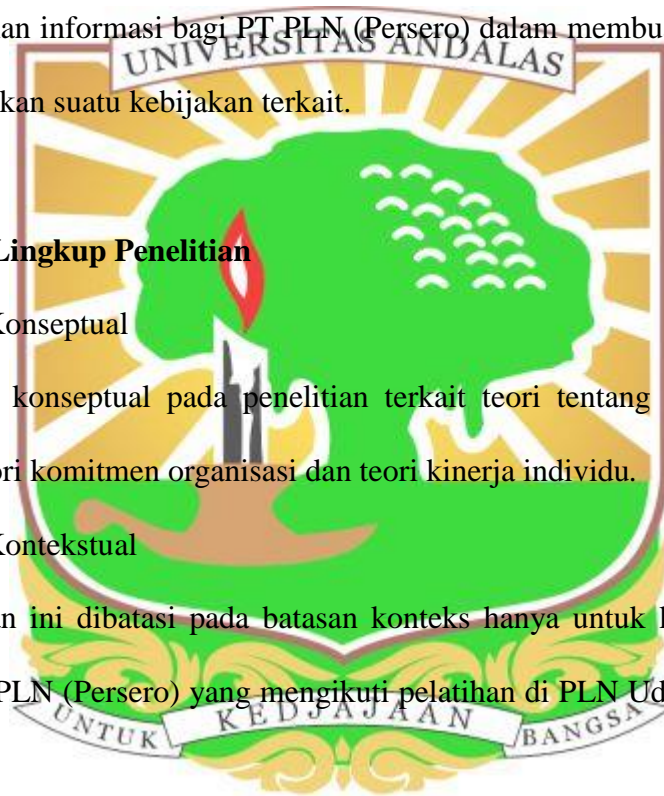 an informasi bagi PT PLN (Persero) dalam membu
UNIVERSITAS ANDALAS
kan suatu kebijakan terkait.
Lingkup Penelitian
Konseptual
konseptual pada penelitian terkait teori tentang
ori komitmen organisasi dan teori kinerja individu.
Kontekstual
an ini dibatasi pada batasan konteks hanya untuk
PLN (Persero) yang mengikuti pelatihan di PLN Ud
UNTUK KEDJAJAAN BANGSA